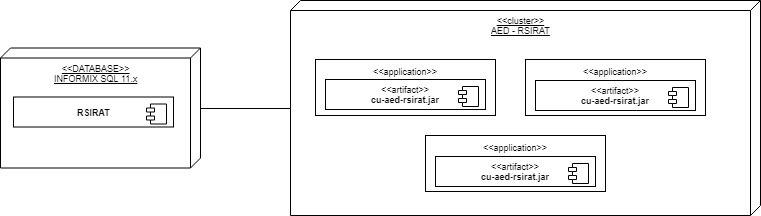 <<DATABASE>>
INFORMIX SQL 11.x
RSIRAT
<<cluster>>
AED - RSIRAT
<<application>>
<<artifact>>
cu-aed-rsirat.jar
<<application>>
<<artifact>>
cu-aed-rsirat.jar
<<application>>
<<artifact>>
cu-aed-rsirat.jar